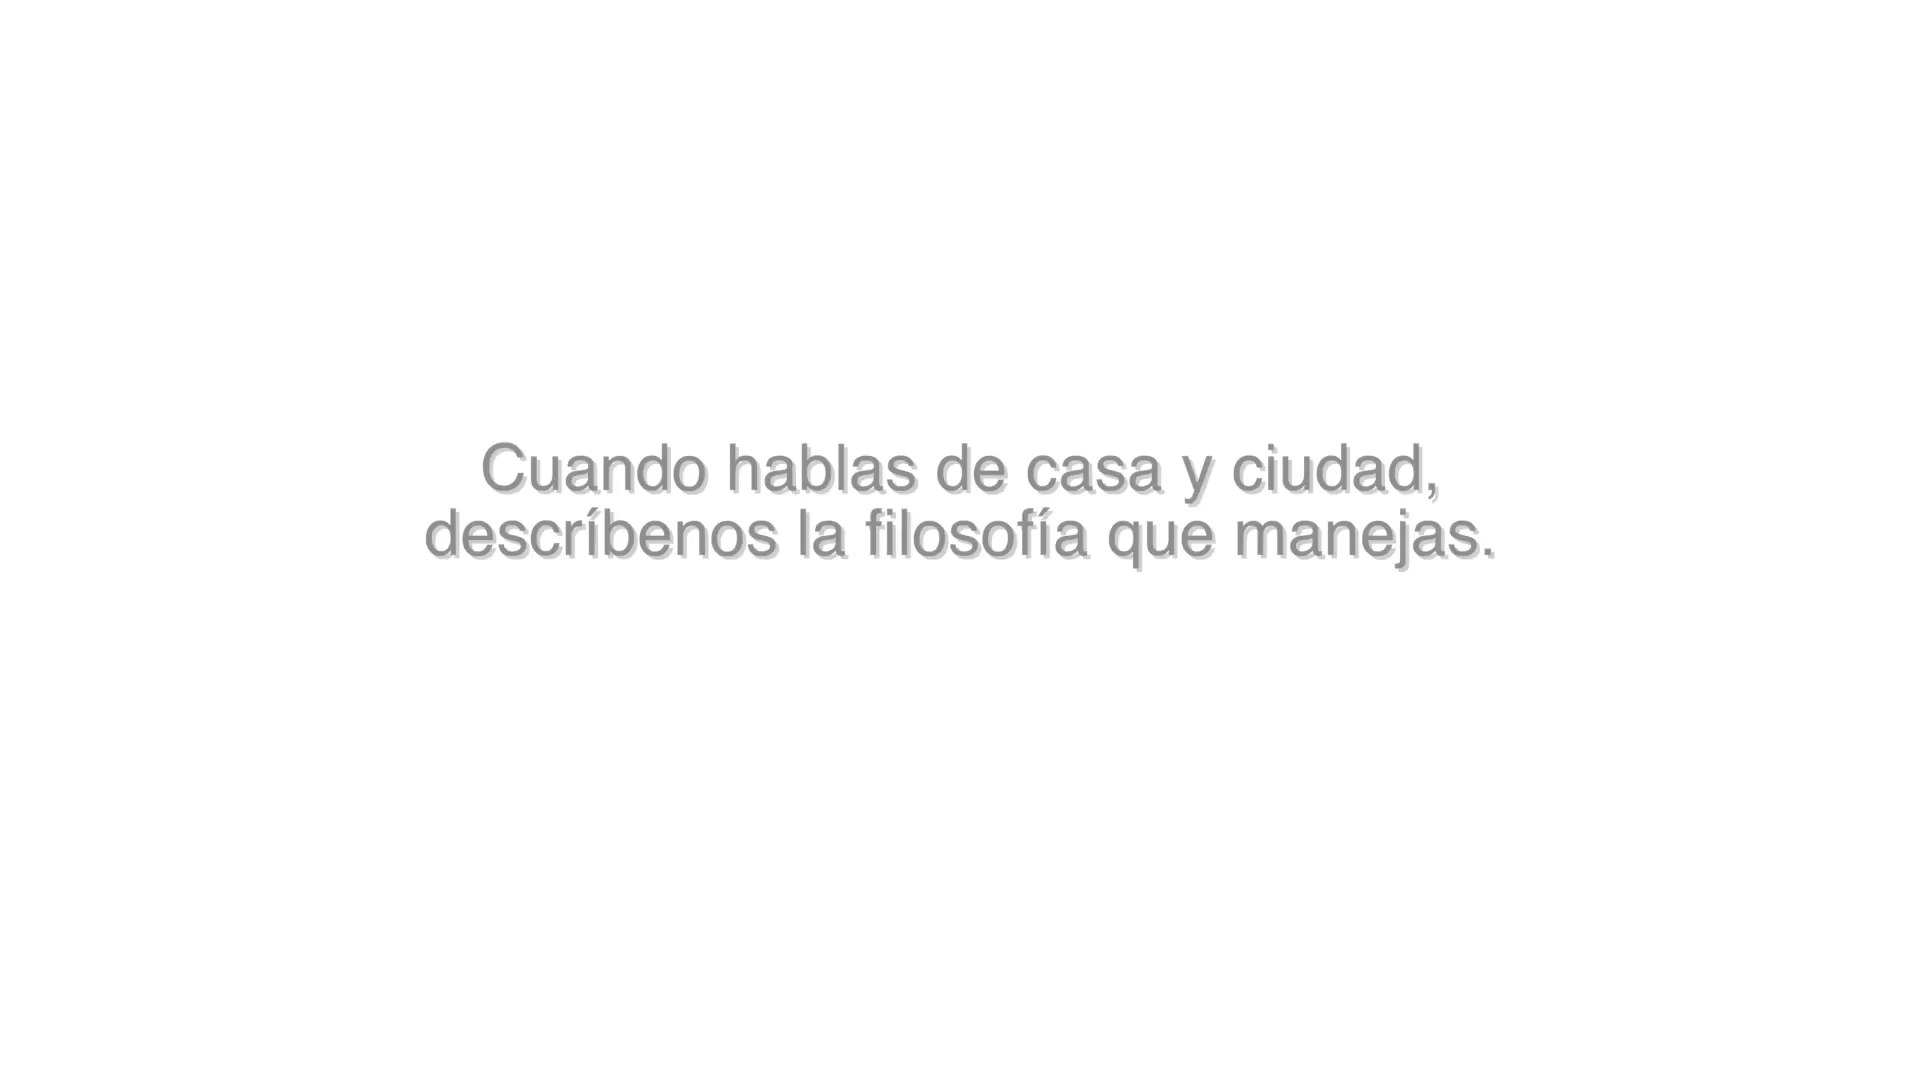 Cuando hablas de casa y ciudad,
descríbenos la filosofía que manejas.